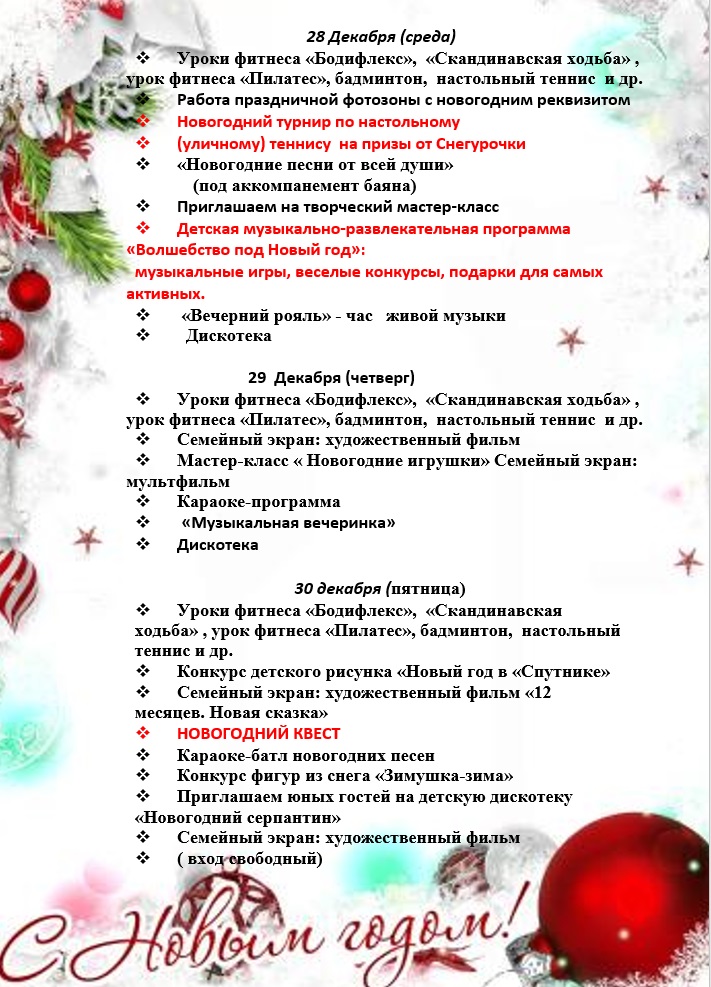 28 Декабря (среда)
❖ Уроки фитнеса «Бодифлекс», «Скандинавская ходьба» ,
урок фитнеса «Пилатес», бадминтон, настольный теннис и др.
❖ Работа праздничной фотозоны с новогодним реквизитом
❖ Новогодний турнир по настольному
❖ (уличному) теннису на призы от Снегурочки
❖ «Новогодние песни от всей души»
(под аккомпанемент баяна)
❖ Приглашаем на творческий мастер-класс
❖ Детская музыкально-развлекательная программа
«Волшебство под Новый год»:
музыкальные игры, веселые конкурсы, подарки для самых
активных.
❖ «Вечерний рояль» - час живой музыки
❖ Дискотека
29 Декабря (четверг)
❖ Уроки фитнеса «Бодифлекс», «Скандинавская ходьба» ,
урок фитнеса «Пилатес», бадминтон, настольный теннис и др.
❖ Семейный экран: художественный фильм
❖ Мастер-класс « Новогодние игрушки» Семейный экран:
мультфильм
❖ Караоке-программа
❖ «Музыкальная вечеринка»
❖ Дискотека
30 декабря (пятница)
❖ Уроки фитнеса «Бодифлекс», «Скандинавская
ходьба» , урок фитнеса «Пилатес», бадминтон, настольный
теннис и др.
❖ Конкурс детского рисунка «Новый год в «Спутнике»
❖ Семейный экран: художественный фильм «12
месяцев. Новая сказка»
❖ НОВОГОДНИЙ КВЕСТ
❖ Караоке-батл новогодних песен
❖ Конкурс фигур из снега «Зимушка-зима»
❖ Приглашаем юных гостей на детскую дискотеку
«Новогодний серпантин»
❖ Семейный экран: художественный фильм
❖ ( вход свободный)
С Новым годом!